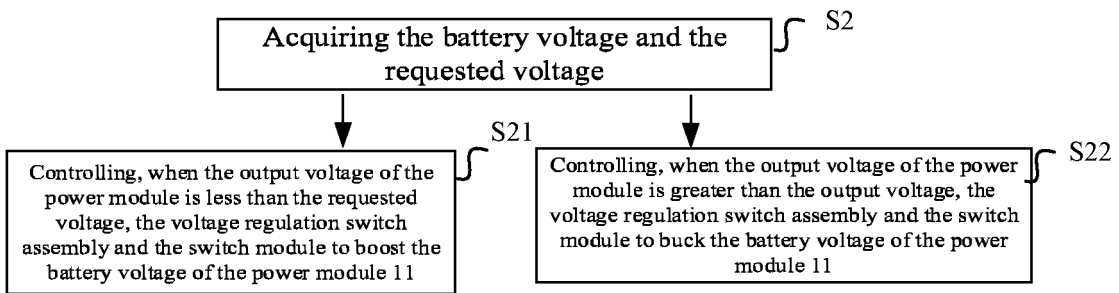 Acquiring the battery voltage and the
requested voltage
S2
S21
Controlling, when the output voltage of the
power module is less than the requested
voltage, the voltage regulation switch
assembly and the switch module to boost the
battery voltage of the power module 11
S22
Controlling, when the output voltage of the power
module is greater than the output voltage, the
voltage regulation switch assembly and the switch
module to buck the battery voltage of the power
module 11